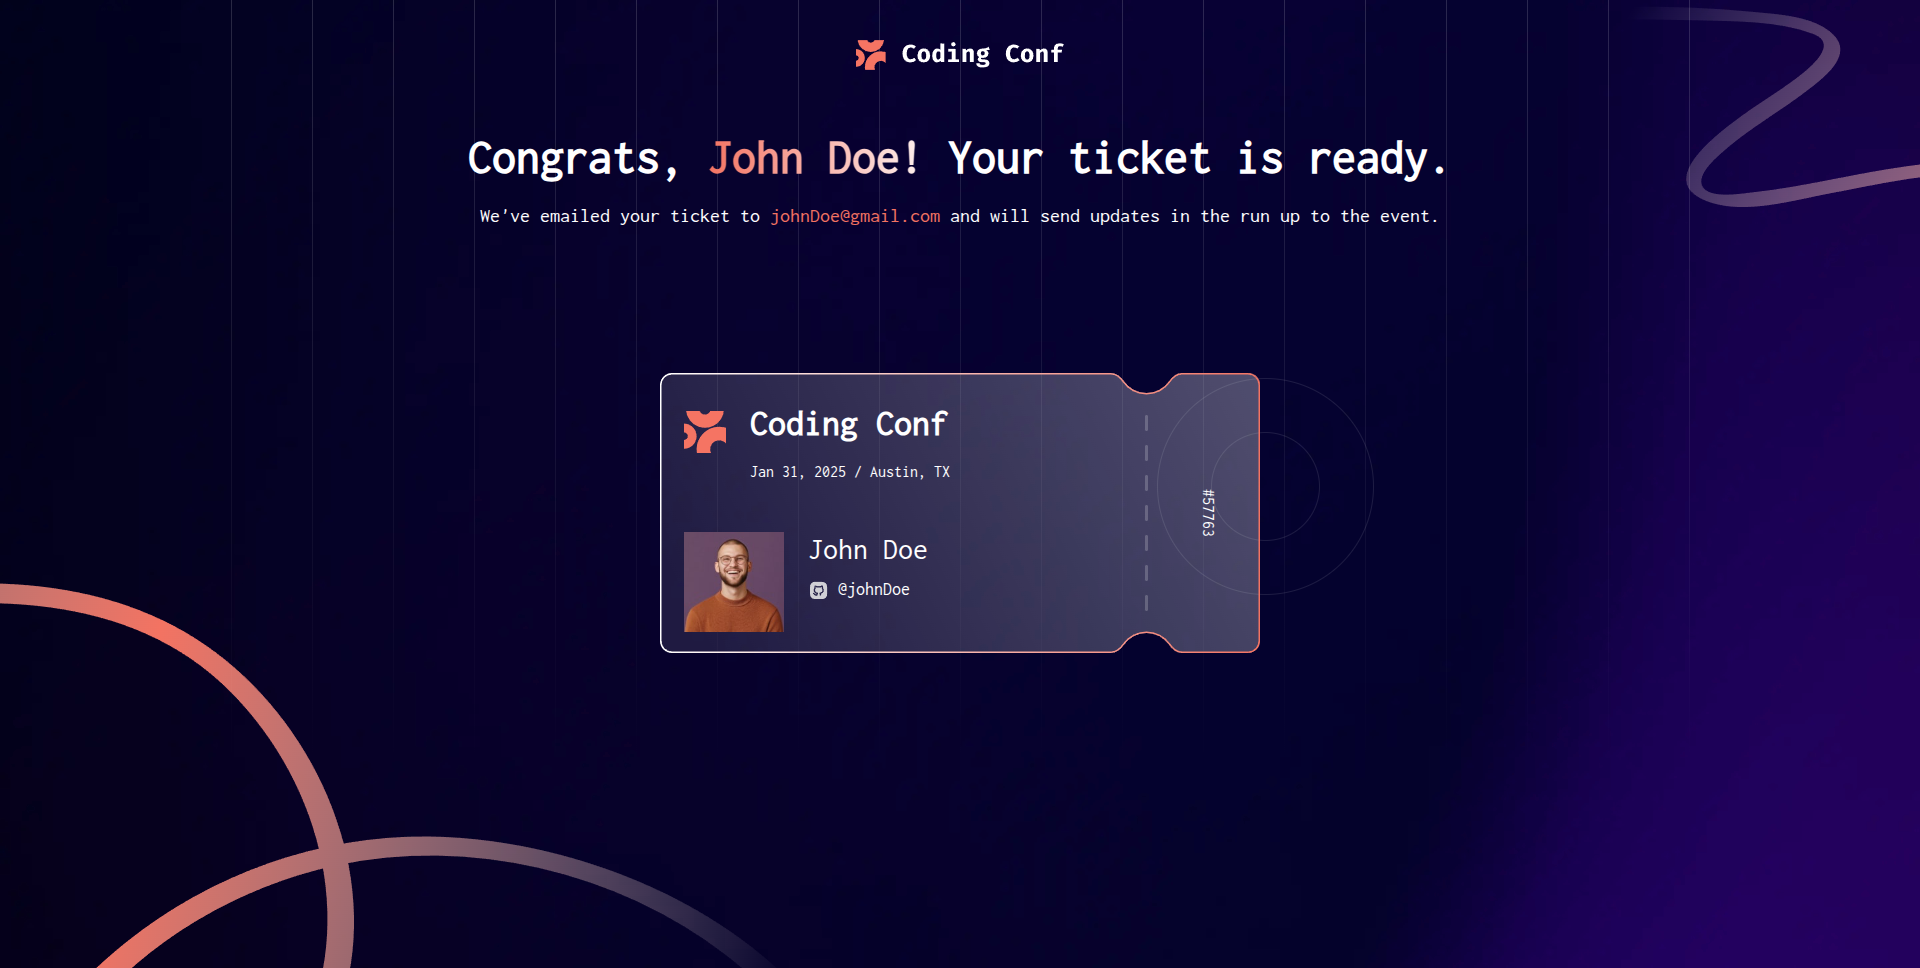 Coding Conf
Congrats, John Doe! Your ticket is ready.
We've emailed your ticket to johnDoe@gmail.com and will send updates in the run up to the event.
Coding Conf
Jan 31, 2025 / Austin, TX
John Doe
@johnDoe
#57763